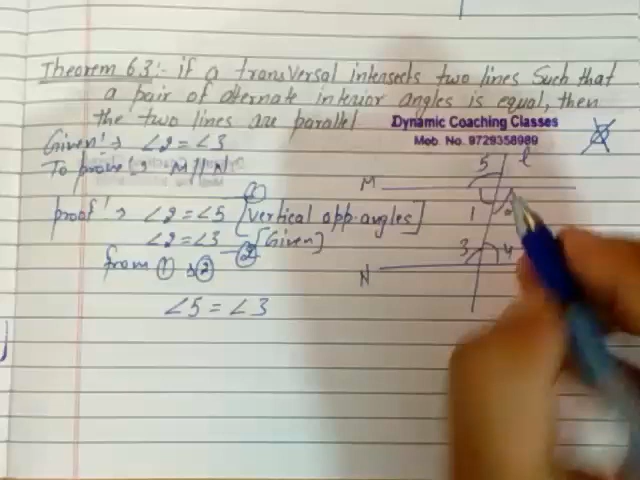 Theorem 6.3:- if a transversal intersects two lines such that
a pair of alternate interior angles is equal, then
the two lines are parallel
Dynamic Coaching Classes
Mob. No. 9729358989
Given:→ ∠2 = ∠3
To prove:→ M || N
proof:→ ∠2 = ∠5 [vertical opp. angles] ①
∠2 = ∠3 [Given] — ②
from ① & ②
∠5 = ∠3
5 l
M
1
3 4
N